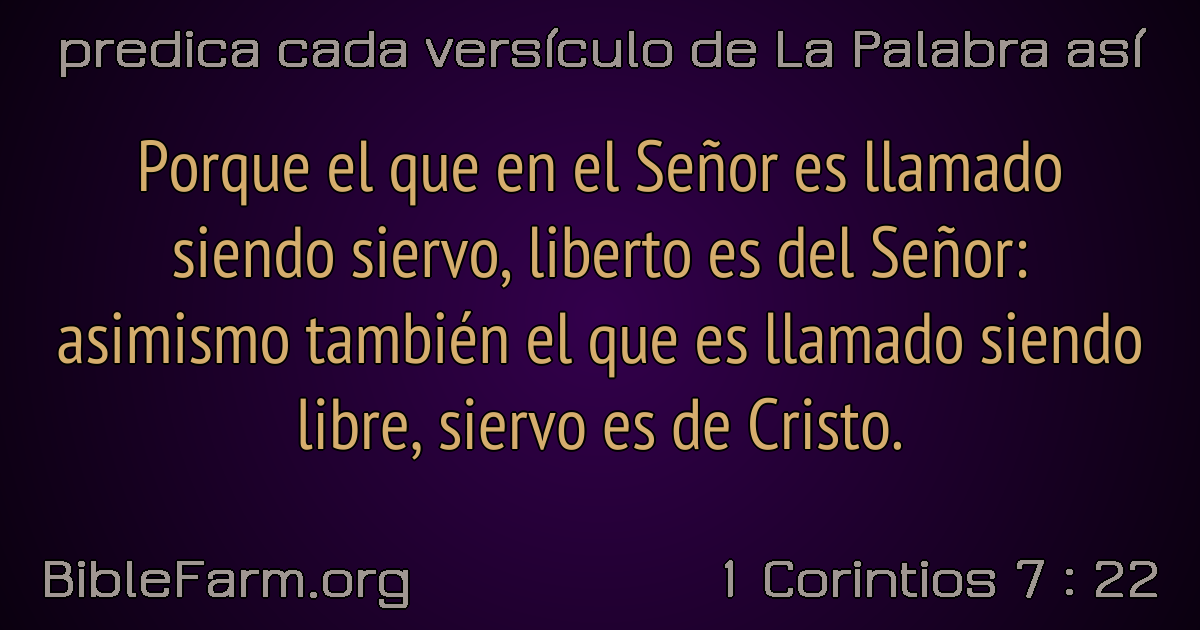 predica cada versículo de La Palabra así
Porque el que en el Señor es llamado
siendo siervo, liberto es del Señor:
asimismo también el que es llamado siendo
libre, siervo es de Cristo.
BibleFarm.org
1 Corintios 7 : 22